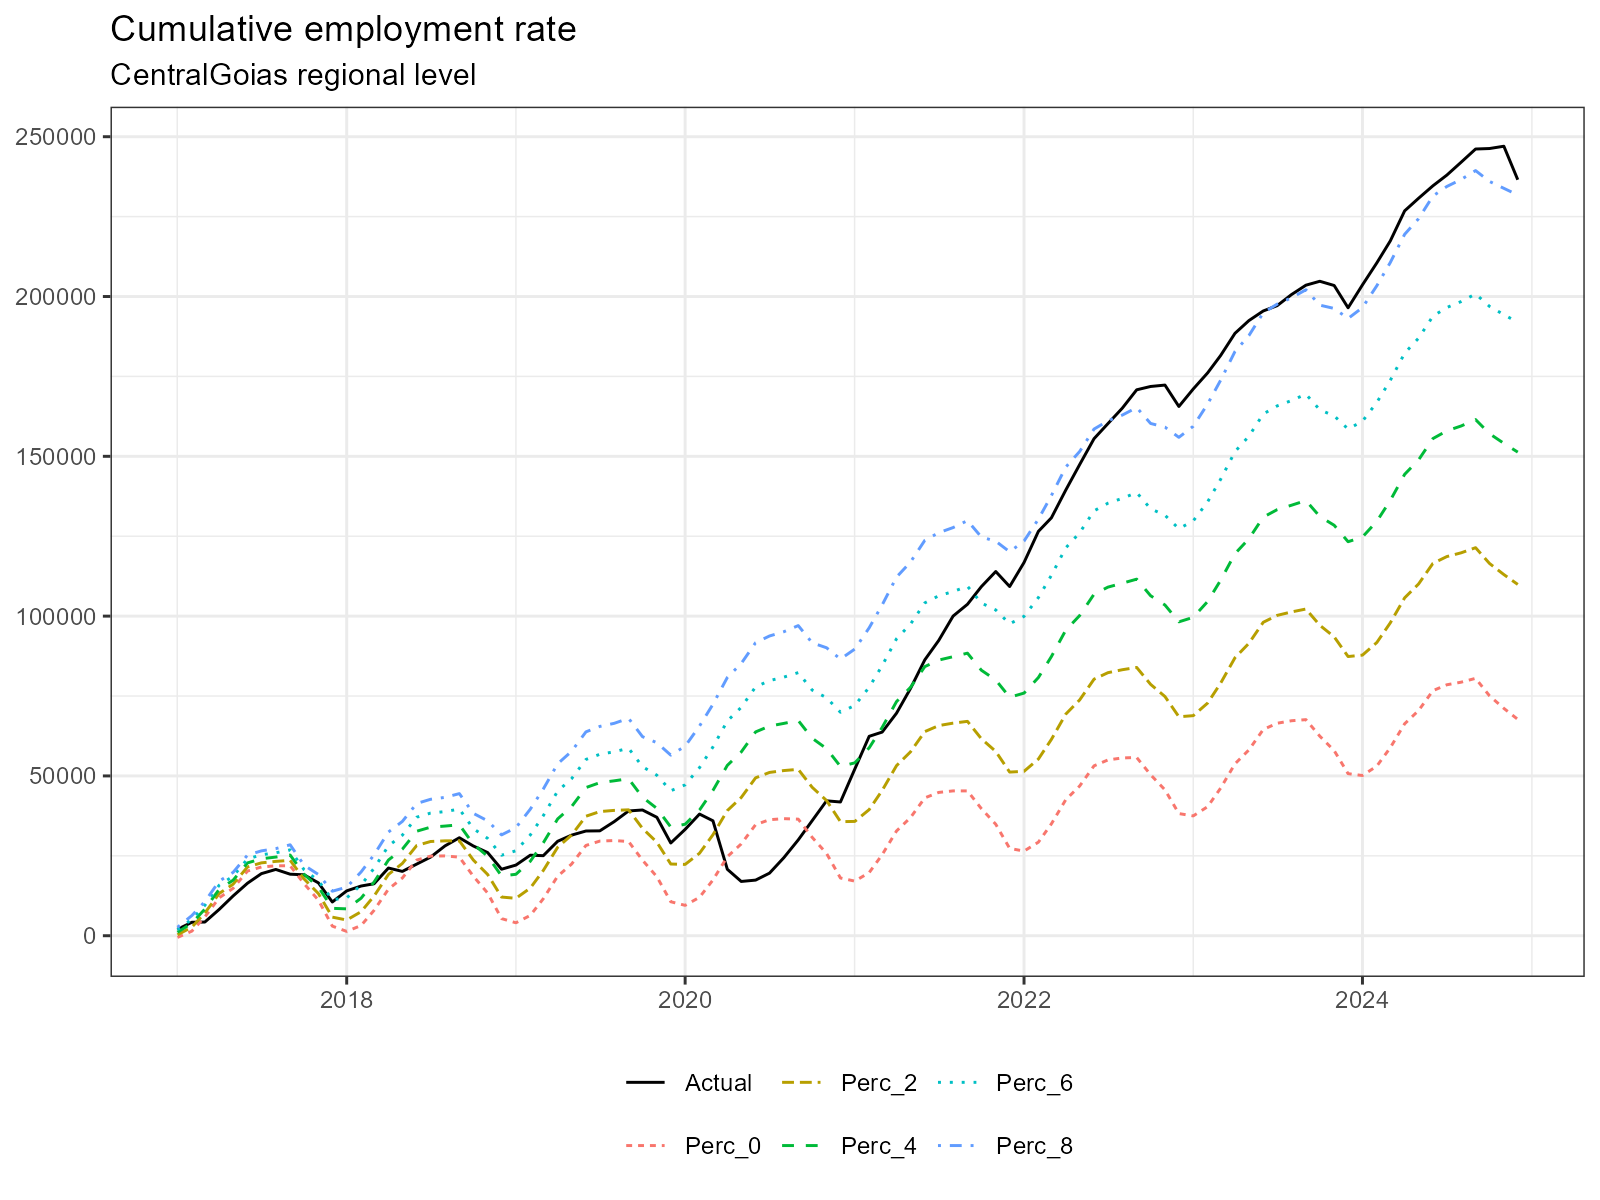 Cumulative employment rate
CentralGoias regional level
250000
200000
150000
100000
50000
0
2018 2020 2022 2024
Actual Perc_2 Perc_6
Perc_0 Perc_4 Perc_8